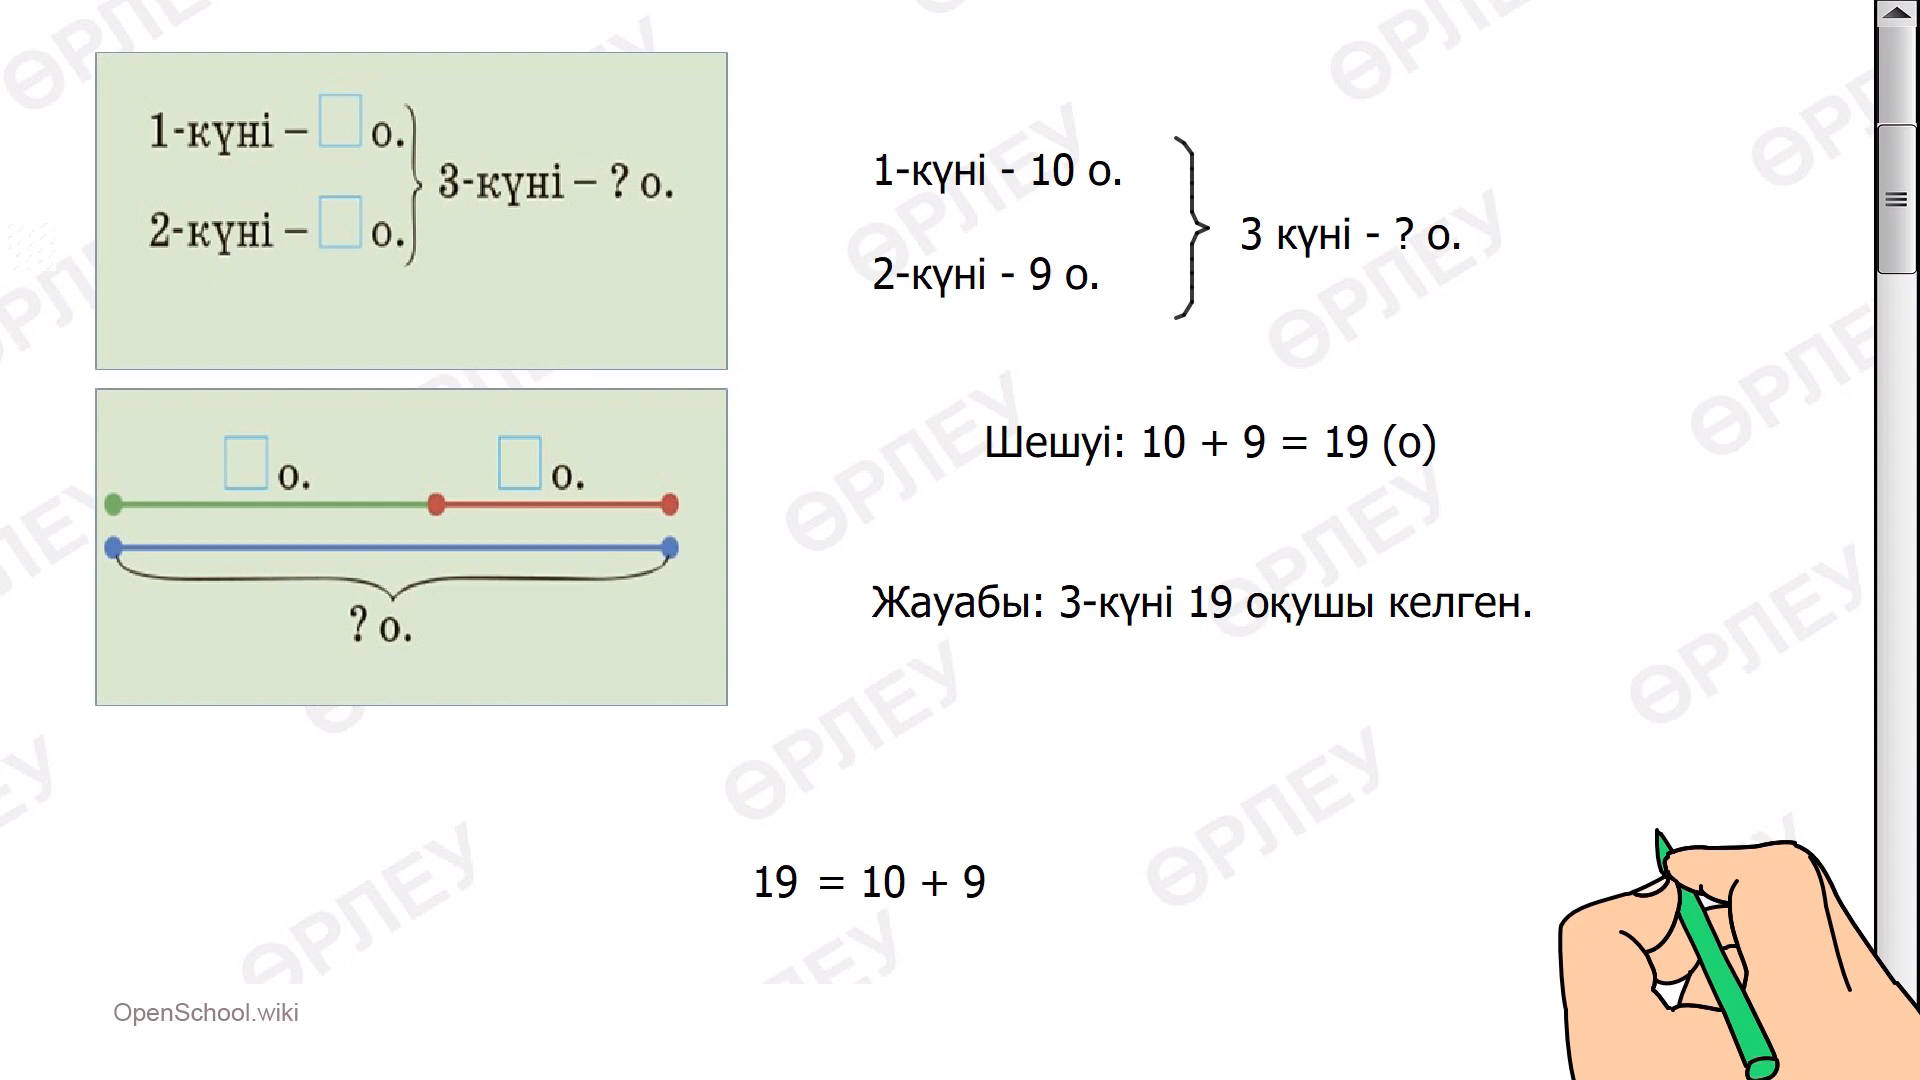 1-күні – о.
2-күні – о.
3-күні – ? о.
о. о.
? о.
1-күні - 10 о.
2-күні - 9 о.
3 күні - ? о.
Шешуі: 10 + 9 = 19 (о)
Жауабы: 3-күні 19 оқушы келген.
19 = 10 + 9
OpenSchool.wiki
ӨРЛЕУ